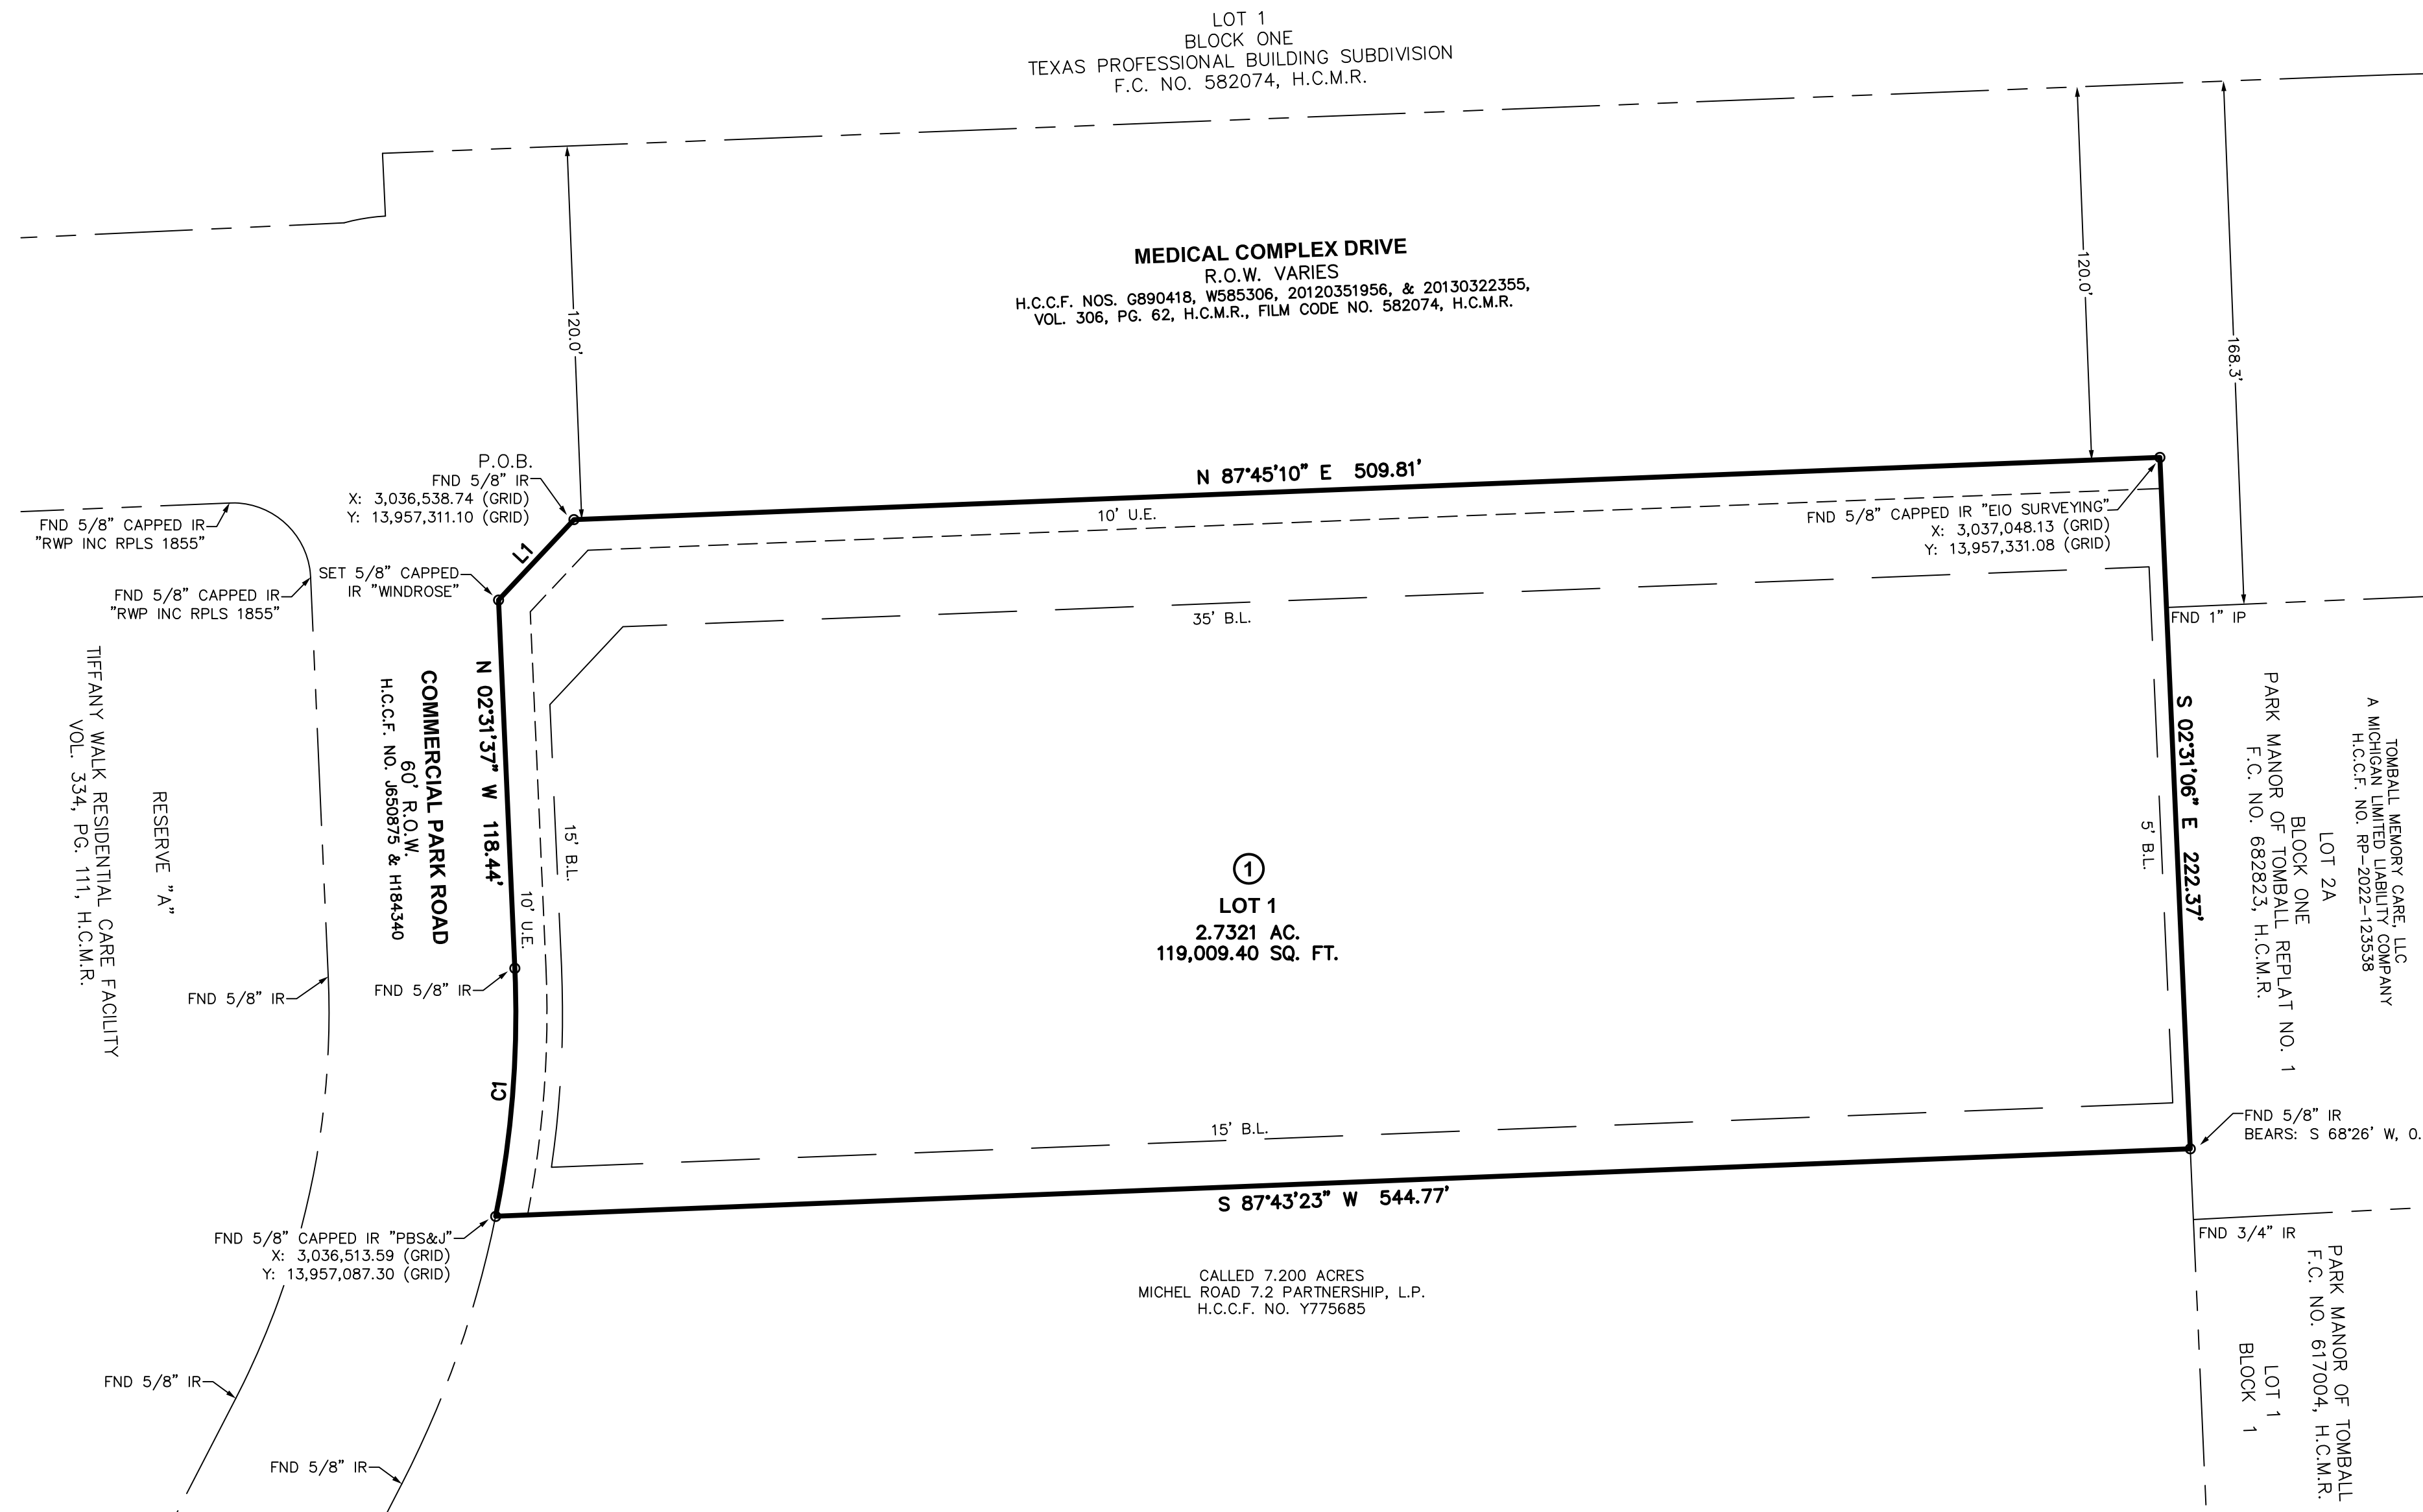 LOT 1
BLOCK ONE
TEXAS PROFESSIONAL BUILDING SUBDIVISION
F.C. NO. 582074, H.C.M.R.
MEDICAL COMPLEX DRIVE
R.O.W. VARIES
H.C.C.F. NOS. G890418, W585306, 20120351956, & 20130322355,
VOL. 306, PG. 62, H.C.M.R., FILM CODE NO. 582074, H.C.M.R.
120.0'
120.0'
168.3'
P.O.B.
FND 5/8" IR
X: 3,036,538.74 (GRID)
Y: 13,957,311.10 (GRID)
N 87°45'10" E 509.81'
10' U.E.
FND 5/8" CAPPED IR "EIO SURVEYING"
X: 3,037,048.13 (GRID)
Y: 13,957,331.08 (GRID)
FND 5/8" CAPPED IR
"RWP INC RPLS 1855"
L1
SET 5/8" CAPPED
IR "WINDROSE"
FND 5/8" CAPPED IR
"RWP INC RPLS 1855"
35' B.L.
FND 1" IP
TIFFANY WALK RESIDENTIAL CARE FACILITY
VOL. 334, PG. 111, H.C.M.R.
RESERVE "A"
COMMERCIAL PARK ROAD
60' R.O.W.
H.C.C.F. NO. J650875 & H184340
N 02°31'37" W 118.44'
10' U.E.
15' B.L.
1
LOT 1
2.7321 AC.
119,009.40 SQ. FT.
5' B.L.
S 02°31'06" E 222.37'
LOT 2A
BLOCK ONE
PARK MANOR OF TOMBALL REPLAT NO. 1
F.C. NO. 682823, H.C.M.R.
TOMBALL MEMORY CARE, LLC
A MICHIGAN LIMITED LIABILITY COMPANY
H.C.C.F. NO. RP-2022-123538
FND 5/8" IR
FND 5/8" IR
C1
15' B.L.
FND 5/8" IR
BEARS: S 68°26' W, 0.
S 87°43'23" W 544.77'
FND 5/8" CAPPED IR "PBS&J"
X: 3,036,513.59 (GRID)
Y: 13,957,087.30 (GRID)
FND 3/4" IR
CALLED 7.200 ACRES
MICHEL ROAD 7.2 PARTNERSHIP, L.P.
H.C.C.F. NO. Y775685
PARK MANOR OF TOMBALL
F.C. NO. 617004, H.C.M.R.
LOT 1
BLOCK 1
FND 5/8" IR
FND 5/8" IR